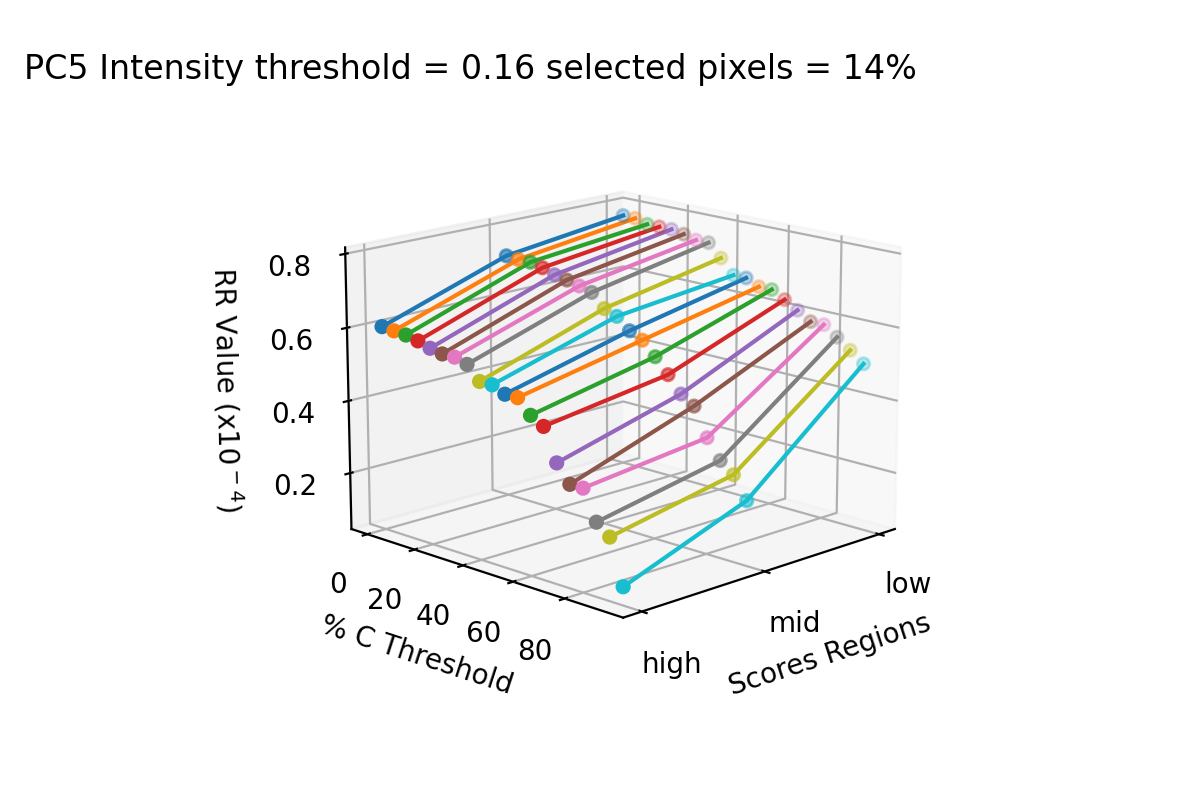 PC5 Intensity threshold = 0.16 selected pixels = 14%
0.8
0.6
0.4
0.2
RR Value (x10⁻⁴)
0
20
40
60
80
% C Threshold
high
mid
low
Scores Regions